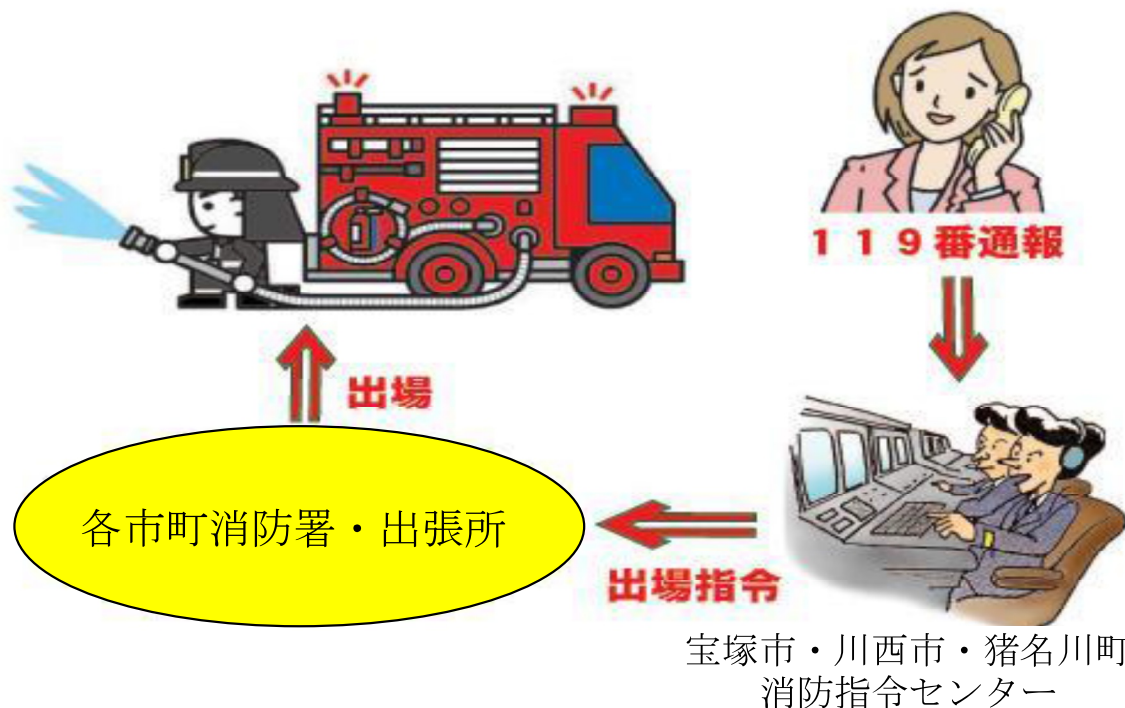 １１９番通報
出場
各市町消防署・出張所
出場指令
宝塚市・川西市・猪名川町
消防指令センター